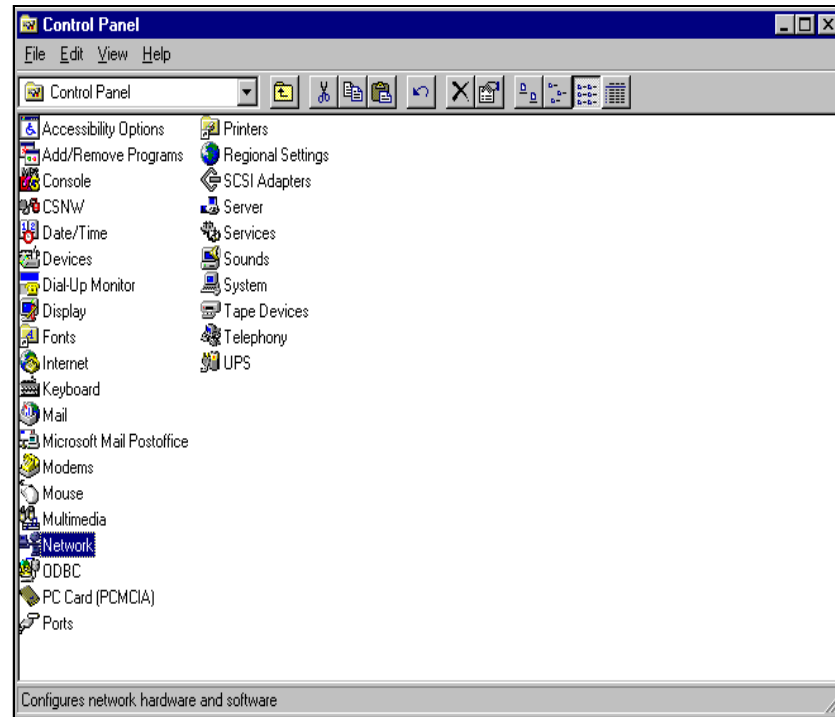 Control Panel
File Edit View Help
Control Panel
Accessibility Options
Add/Remove Programs
Console
CSNW
Date/Time
Devices
Dial-Up Monitor
Display
Fonts
Internet
Keyboard
Mail
Microsoft Mail Postoffice
Modems
Mouse
Multimedia
Network
ODBC
PC Card (PCMCIA)
Ports
Printers
Regional Settings
SCSI Adapters
Server
Services
Sounds
System
Tape Devices
Telephony
UPS
Configures network hardware and software